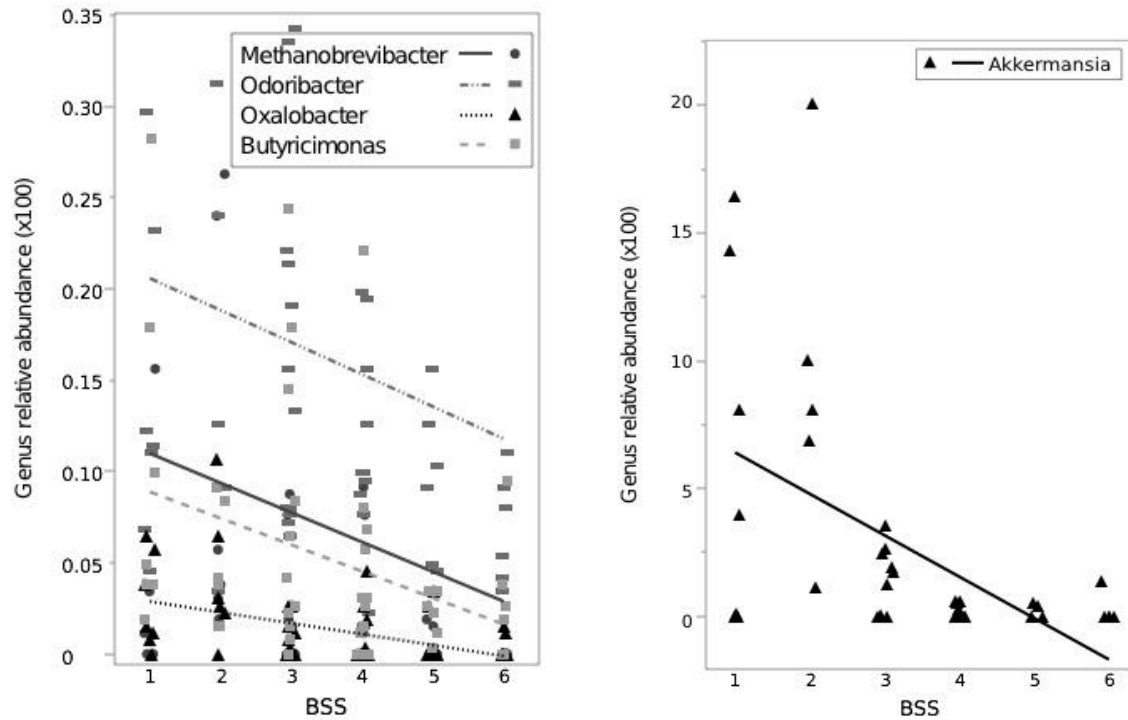 0.35
0.30
0.25
0.20
0.15
0.10
0.05
0
Genus relative abundance (x100)
Methanobrevibacter
Odoribacter
Oxalobacter
Butyricimonas
1 2 3 4 5 6
BSS
20
15
10
5
0
Genus relative abundance (x100)
Akkermansia
1 2 3 4 5 6
BSS